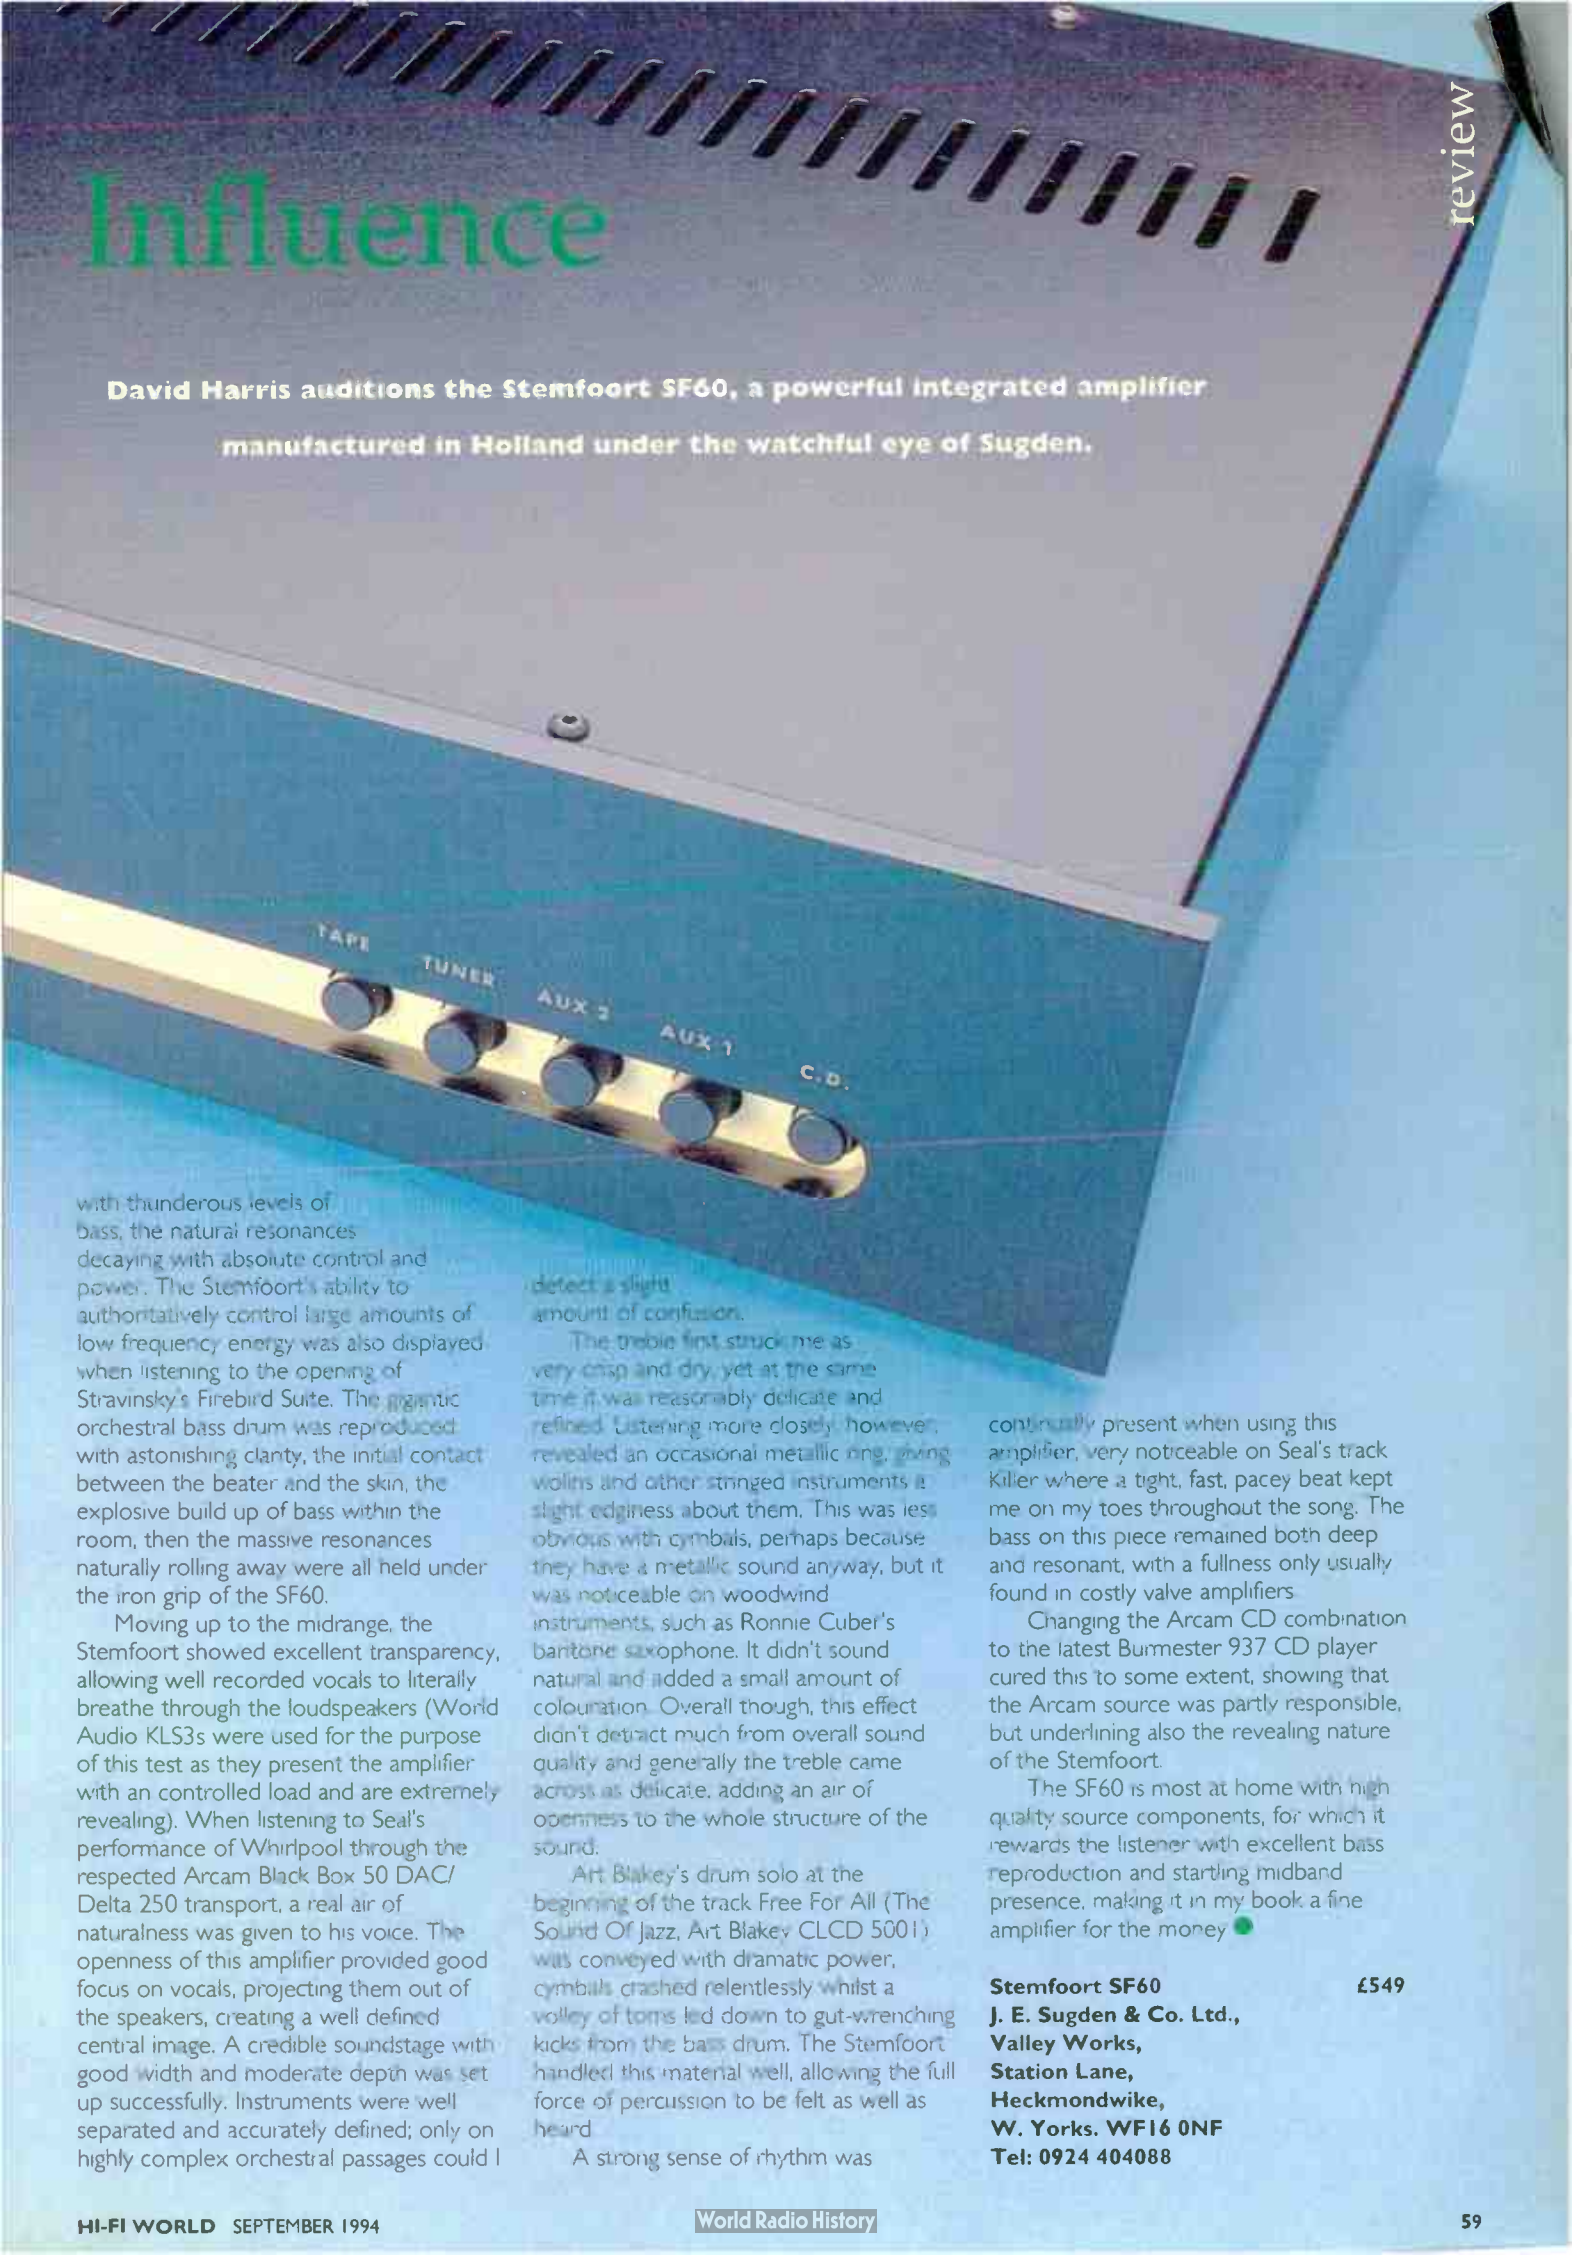 review
Influence
David Harris auditions the Stemfoort SF60, a powerful integrated amplifier
manufactured in Holland under the watchful eye of Sugden.
TAPE
TUNER
AUX 2
AUX 1
C.D.
with thunderous levels of
bass, the natural resonances
decaying with absolute control and
power. The Stemfoort's ability to
authoritatively control large amounts of
low frequency energy was also displayed
when listening to the opening of
Stravinsky's Firebird Suite. The gigantic
orchestral bass drum was reproduced
with astonishing clarity, the initial contact
between the beater and the skin, the
explosive build up of bass within the
room, then the massive resonances
naturally rolling away were all held under
the iron grip of the SF60.
Moving up to the midrange, the
Stemfoort showed excellent transparency,
allowing well recorded vocals to literally
breathe through the loudspeakers (World
Audio KLS3s were used for the purpose
of this test as they present the amplifier
with an controlled load and are extremely
revealing). When listening to Seal's
performance of Whirlpool through the
respected Arcam Black Box 50 DAC/
Delta 250 transport, a real air of
naturalness was given to his voice. The
openness of this amplifier provided good
focus on vocals, projecting them out of
the speakers, creating a well defined
central image. A credible soundstage with
good width and moderate depth was set
up successfully. Instruments were well
separated and accurately defined; only on
highly complex orchestral passages could I
detect a slight
amount of confusion.
The treble first struck me as
very crisp and dry, yet at the same
time it was reasonably delicate and
refined. Listening more closely, however,
revealed an occasional metallic ring, giving
violins and other stringed instruments a
slight edginess about them. This was less
obvious with cymbals, perhaps because
they have a metallic sound anyway, but it
was noticeable on woodwind
instruments, such as Ronnie Cuber's
baritone saxophone. It didn't sound
natural and added a small amount of
colouration. Overall though, this effect
didn't detract much from overall sound
quality and generally the treble came
across as delicate, adding an air of
openness to the whole structure of the
sound.
Art Blakey's drum solo at the
beginning of the track Free For All (The
Sound Of Jazz, Art Blakey CLCD 5001)
was conveyed with dramatic power,
cymbals crashed relentlessly whilst a
volley of toms led down to gut-wrenching
kicks from the bass drum. The Stemfoort
handled this material well, allowing the full
force of percussion to be felt as well as
heard
A strong sense of rhythm was
continually present when using this
amplifier, very noticeable on Seal's track
Killer where a tight, fast, pacey beat kept
me on my toes throughout the song. The
bass on this piece remained both deep
and resonant, with a fullness only usually
found in costly valve amplifiers
Changing the Arcam CD combination
to the latest Burmester 937 CD player
cured this to some extent, showing that
the Arcam source was partly responsible,
but underlining also the revealing nature
of the Stemfoort.
The SF60 is most at home with high
quality source components, for which it
rewards the listener with excellent bass
reproduction and startling midband
presence, making it in my book a fine
amplifier for the money
Stemfoort SF60 £549
J. E. Sugden & Co. Ltd.,
Valley Works,
Station Lane,
Heckmondwike,
W. Yorks. WF16 0NF
Tel: 0924 404088
HI-FI WORLD SEPTEMBER 1994
World Radio History
59